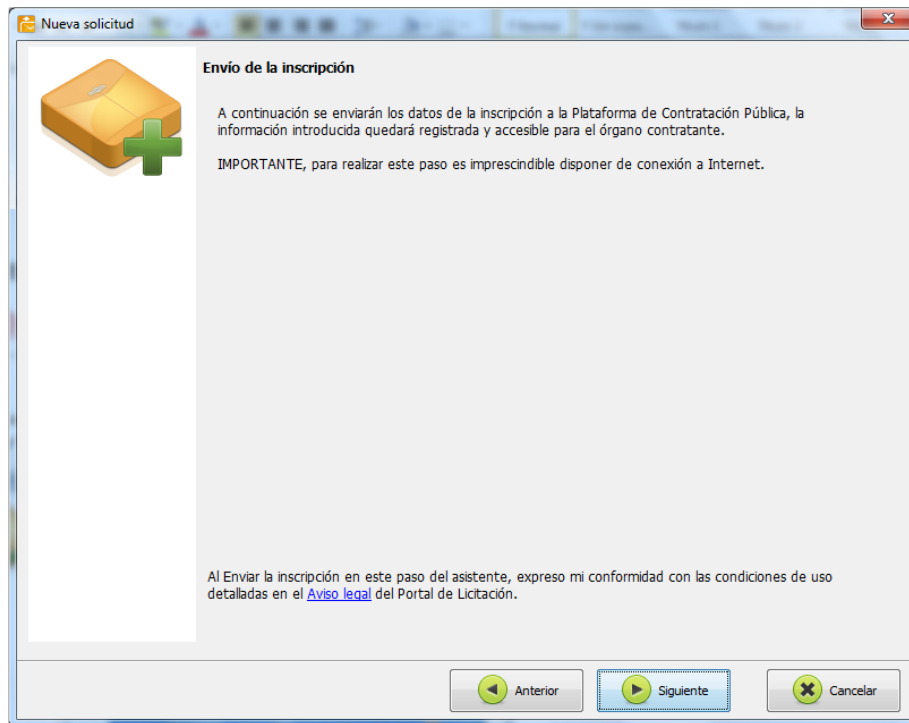 Nueva solicitud
Envío de la inscripción
A continuación se enviarán los datos de la inscripción a la Plataforma de Contratación Pública, la
información introducida quedará registrada y accesible para el órgano contratante.
IMPORTANTE, para realizar este paso es imprescindible disponer de conexión a Internet.
Al Enviar la inscripción en este paso del asistente, expreso mi conformidad con las condiciones de uso
detalladas en el Aviso legal del Portal de Licitación.
Anterior
Siguiente
Cancelar